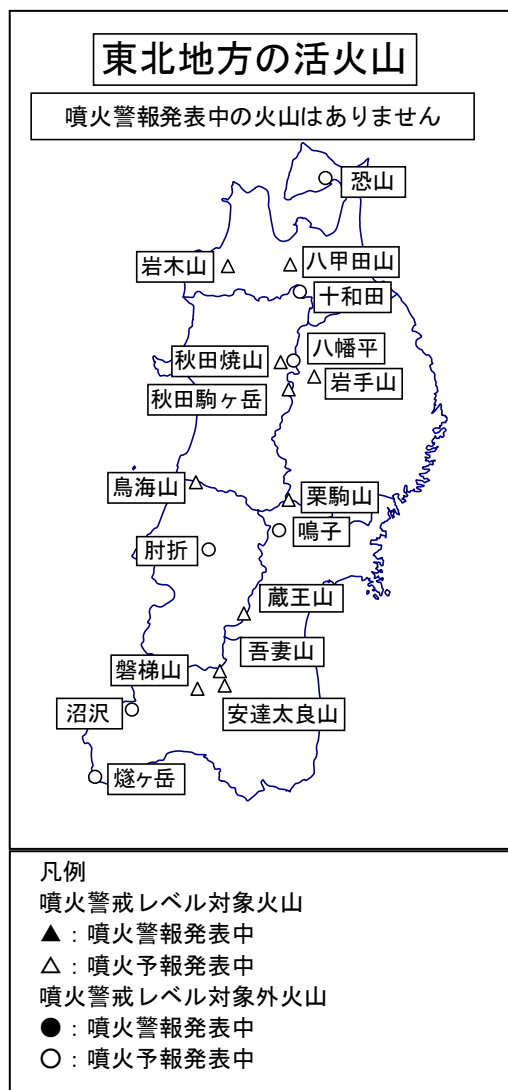 東北地方の活火山
噴火警報発表中の火山はありません
恐山
岩木山
八甲田山
十和田
八幡平
秋田焼山
岩手山
秋田駒ヶ岳
鳥海山
栗駒山
鳴子
肘折
蔵王山
吾妻山
磐梯山
沼沢
安達太良山
燧ヶ岳
凡例
噴火警戒レベル対象火山
▲：噴火警報発表中
△：噴火予報発表中
噴火警戒レベル対象外火山
●：噴火警報発表中
○：噴火予報発表中